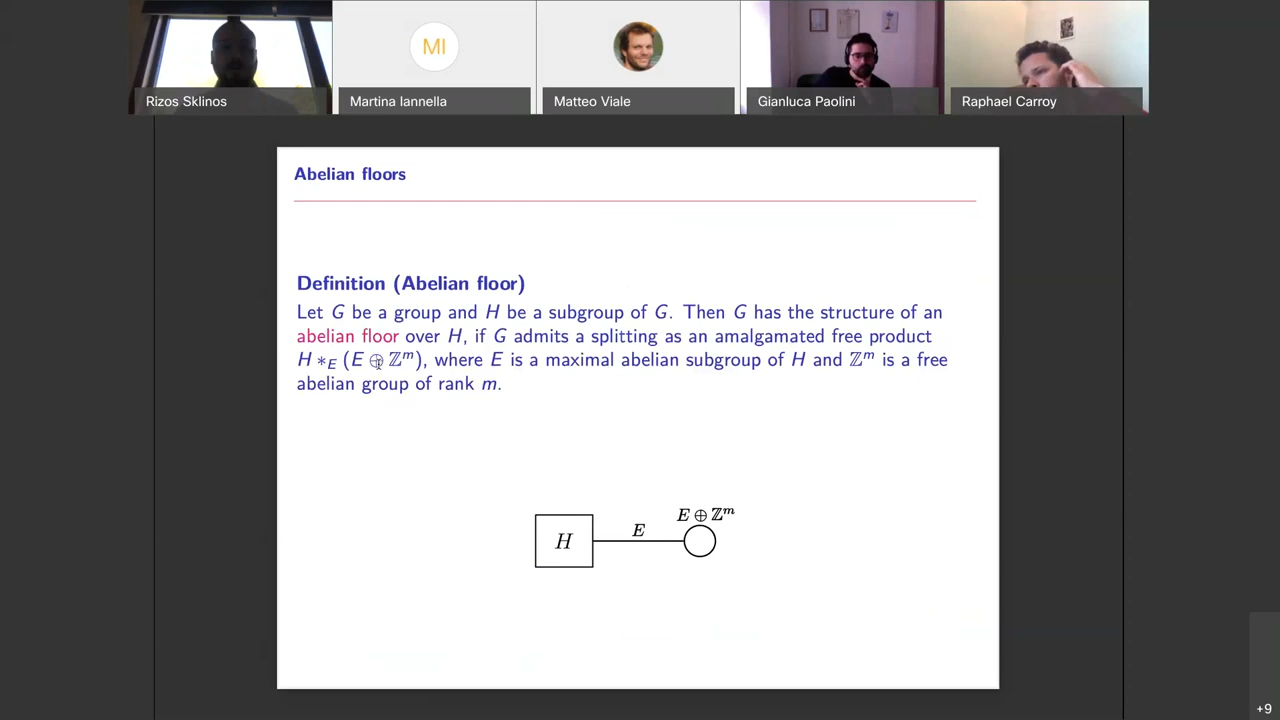 MI
Rizos Sklinos
Martina Iannella
Matteo Viale
Gianluca Paolini
Raphael Carroy
Abelian floors
Definition (Abelian floor)
Let G be a group and H be a subgroup of G. Then G has the structure of an
abelian floor over H, if G admits a splitting as an amalgamated free product
H ∗_E (E ⊕ ℤ^m), where E is a maximal abelian subgroup of H and ℤ^m is a free
abelian group of rank m.
E ⊕ ℤ^m
E
H
+9